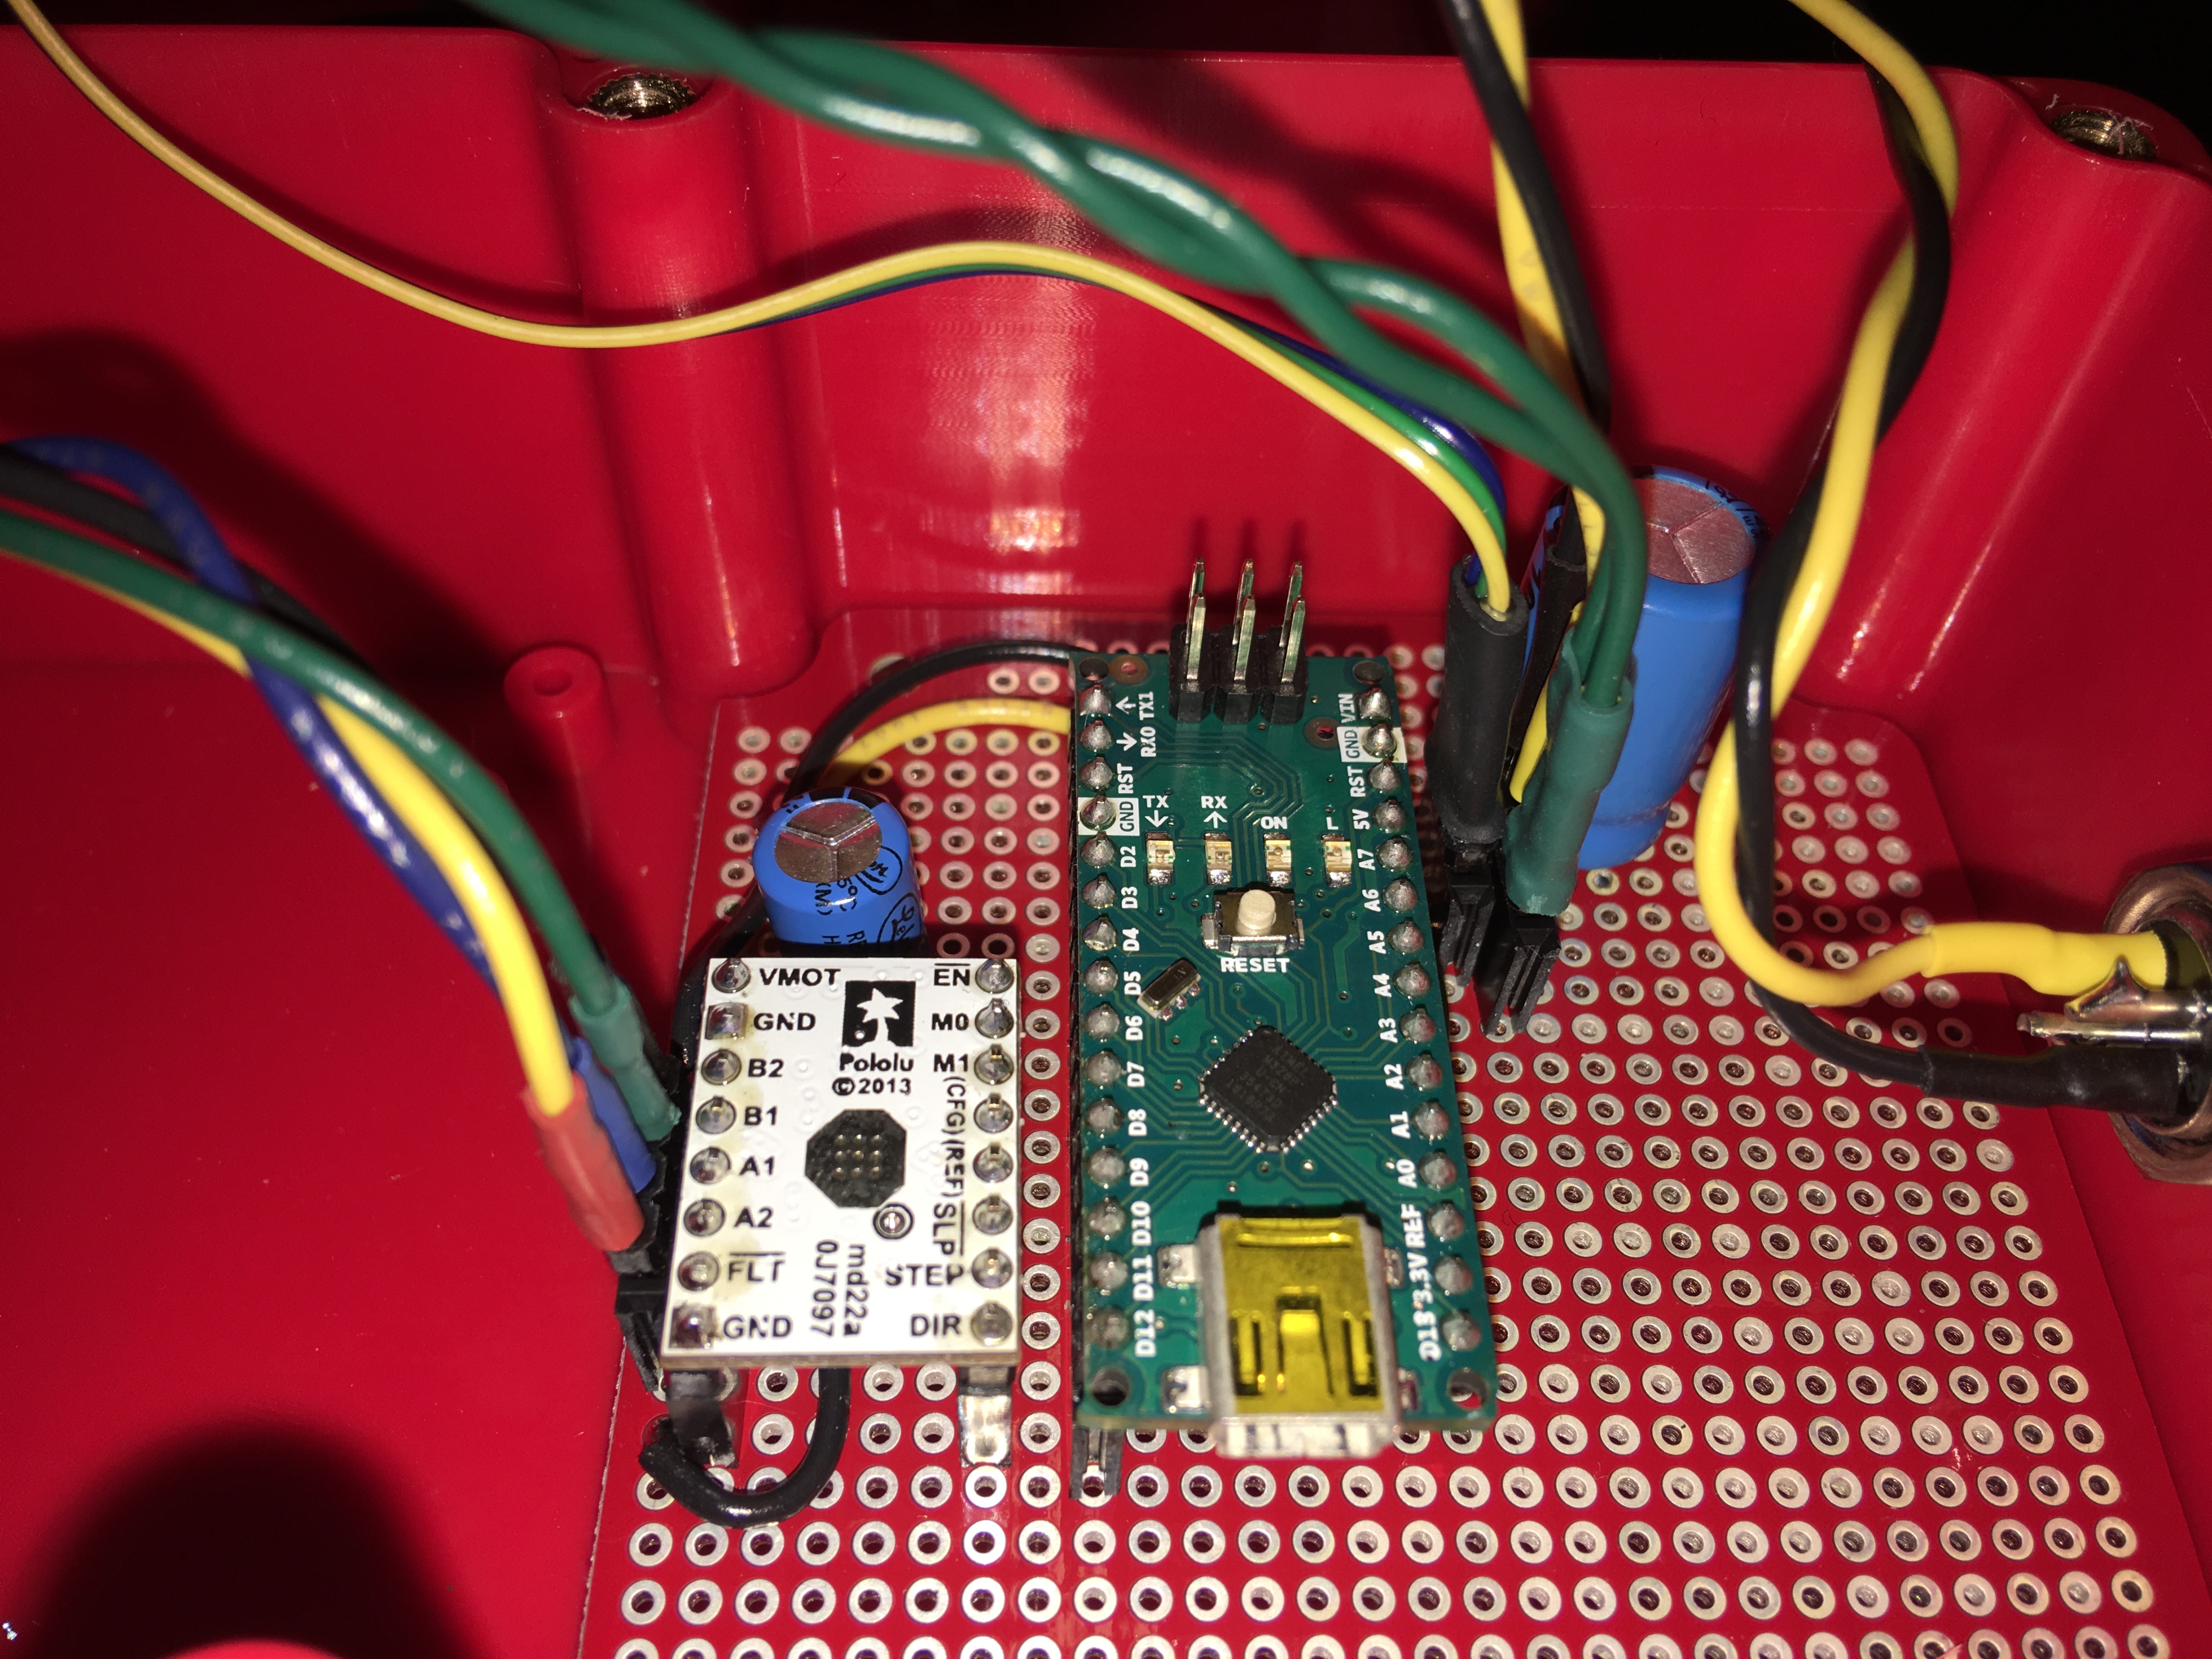 VMOT
GND
B2
B1
A1
A2
FLT
GND
EN
M0
M1
(CFG)
(REF)
SLP
STEP
DIR
Pololu
©2013
md22a
0J7097
TX1
RX0
RST
GND
D2
D3
D4
D5
D6
D7
D8
D9
D10
D11
D12
TX
RX
ON
L
RESET
VIN
GND
RST
5V
A7
A6
A5
A4
A3
A2
A1
A0
REF
3.3V
D13